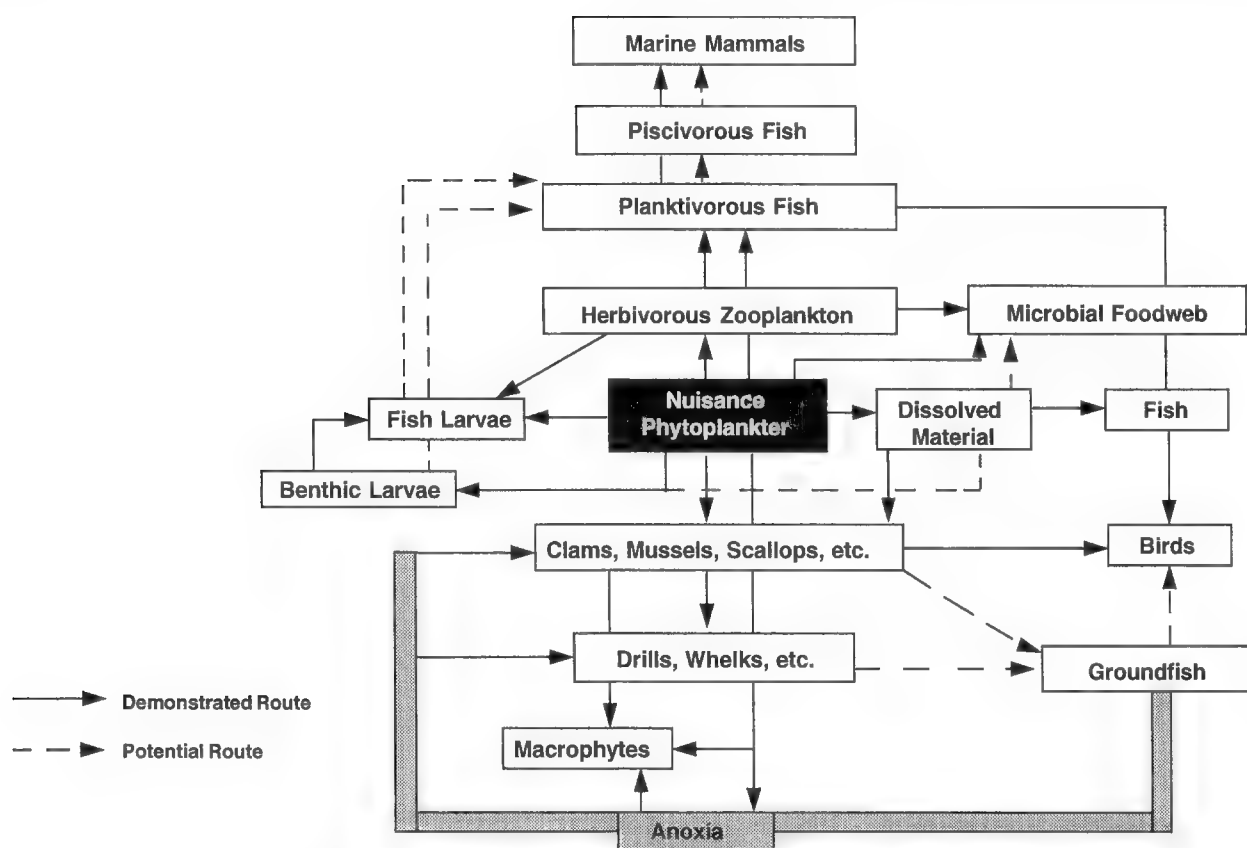 Marine Mammals
Piscivorous Fish
Planktivorous Fish
Herbivorous Zooplankton
Microbial Foodweb
Nuisance
Phytoplankter
Dissolved
Material
Fish
Fish Larvae
Benthic Larvae
Clams, Mussels, Scallops, etc.
Birds
Drills, Whelks, etc.
Groundfish
Demonstrated Route
Potential Route
Macrophytes
Anoxia